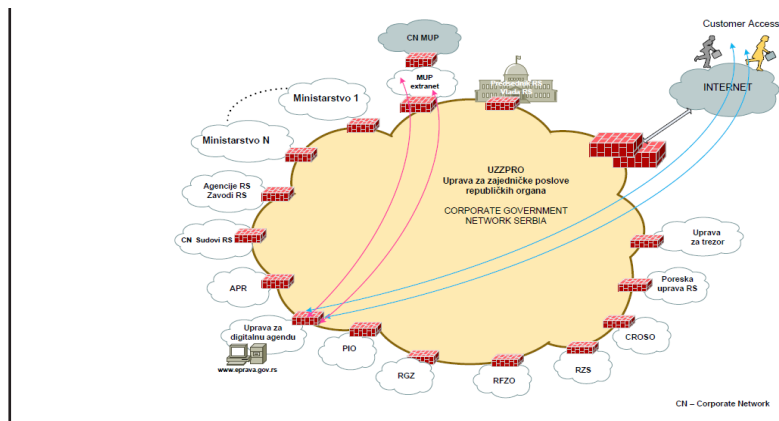 Customer Access
CN MUP
MUP
extranet
INTERNET
Ministarstvo 1
Ministarstvo N
UZZPRO
Uprava za zajedničke poslove
republičkih organa
CORPORATE GOVERNMENT
NETWORK SERBIA
Agencije RS
Zavodi RS
CN Sudovi RS
Uprava
za trezor
APR
Poreska
uprava RS
Uprava za
digitalnu agendu
www.eprava.gov.rs
PIO
CROSO
RGZ
RFZO
RZS
CN – Corporate Network